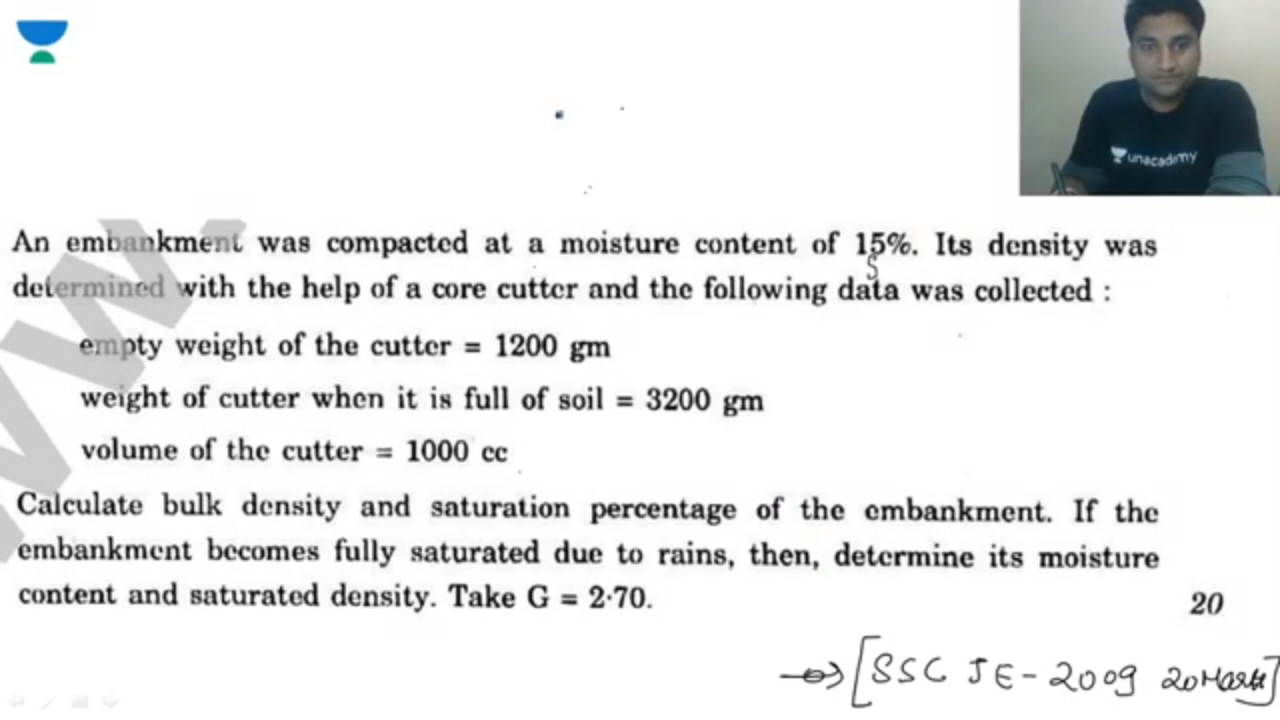 unacademy
An embankment was compacted at a moisture content of 15%. Its density was
determined with the help of a core cutter and the following data was collected :
empty weight of the cutter = 1200 gm
weight of cutter when it is full of soil = 3200 gm
volume of the cutter = 1000 cc
Calculate bulk density and saturation percentage of the embankment. If the
embankment becomes fully saturated due to rains, then, determine its moisture
content and saturated density. Take G = 2·70.
20
[SSC JE-2009 20 Marks]